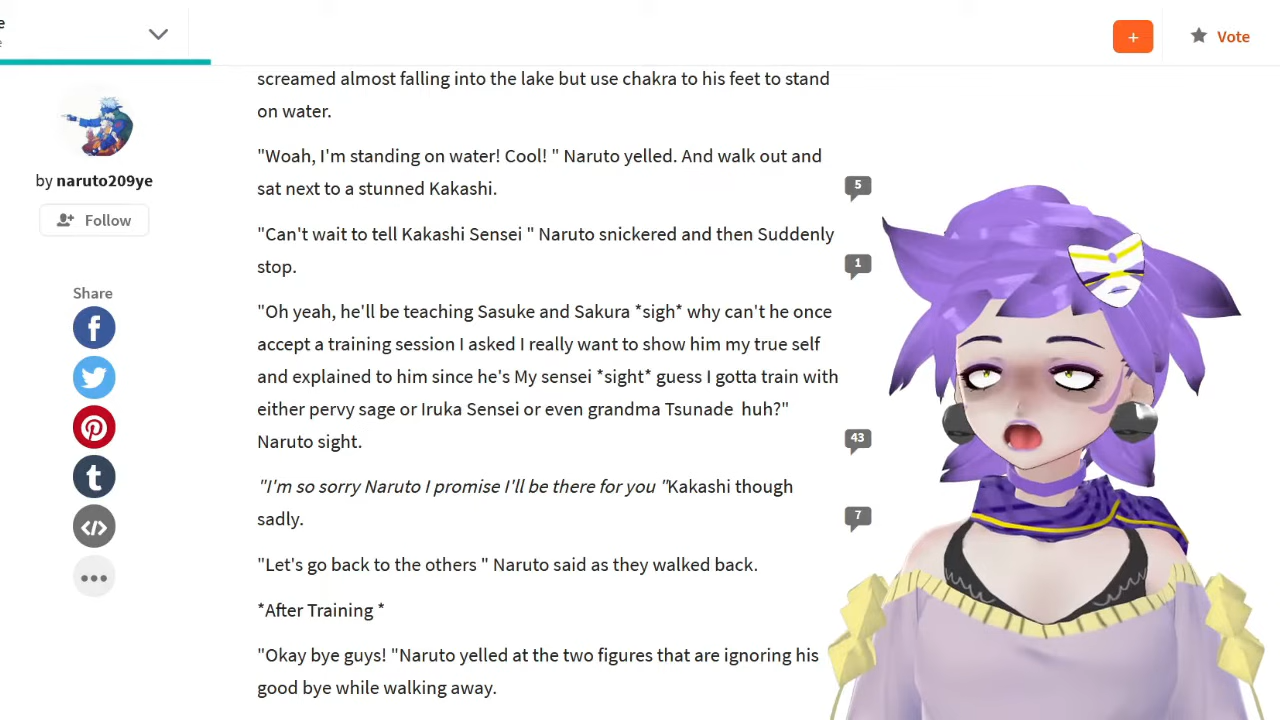 e
e
+
Vote
screamed almost falling into the lake but use chakra to his feet to stand
on water.
by naruto209ye
"Woah, I'm standing on water! Cool! " Naruto yelled. And walk out and
sat next to a stunned Kakashi.
5
Follow
"Can't wait to tell Kakashi Sensei " Naruto snickered and then Suddenly
stop.
1
Share
"Oh yeah, he'll be teaching Sasuke and Sakura *sigh* why can't he once
accept a training session I asked I really want to show him my true self
and explained to him since he's My sensei *sight* guess I gotta train with
either pervy sage or Iruka Sensei or even grandma Tsunade  huh?"
Naruto sight.
43
"I'm so sorry Naruto I promise I'll be there for you "Kakashi though
sadly.
7
"Let's go back to the others " Naruto said as they walked back.
*After Training *
"Okay bye guys! "Naruto yelled at the two figures that are ignoring his
good bye while walking away.